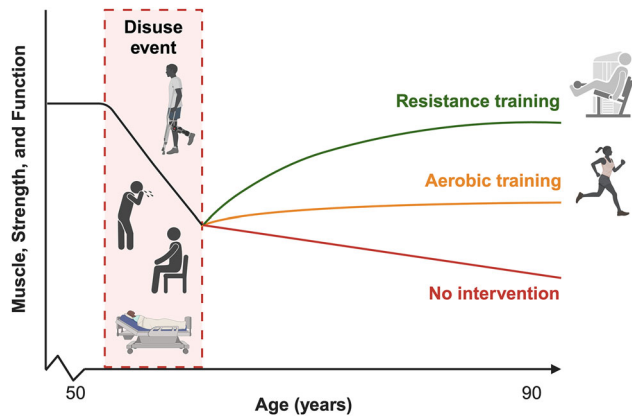 Disuse
event
Resistance training
Aerobic training
No intervention
Muscle, Strength, and Function
50
90
Age (years)